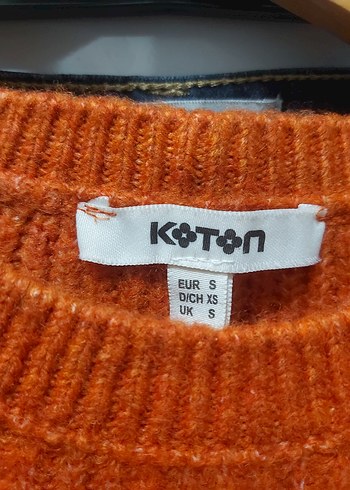 KOTON
EUR S
D/CH XS
UK S